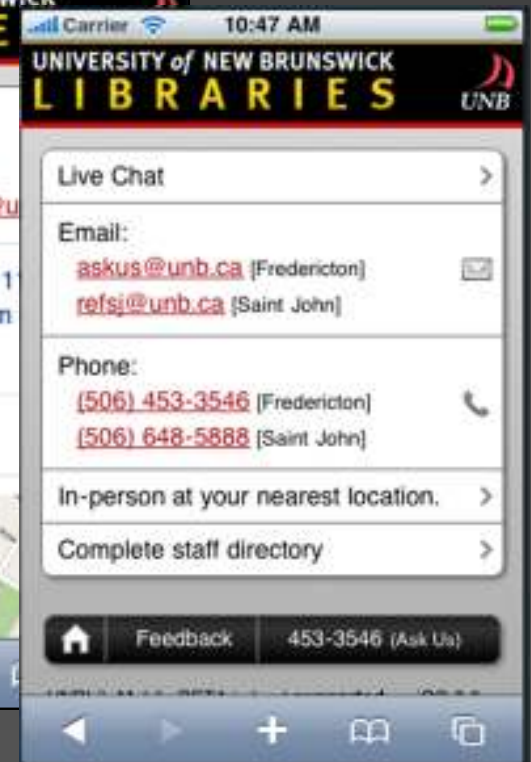 Carrier 10:47 AM
UNIVERSITY of NEW BRUNSWICK
LIBRARIES
UNB
Live Chat
Email:
askus@unb.ca [Fredericton]
refsj@unb.ca [Saint John]
Phone:
(506) 453-3546 [Fredericton]
(506) 648-5888 [Saint John]
In-person at your nearest location.
Complete staff directory
Feedback 453-3546 (Ask Us)